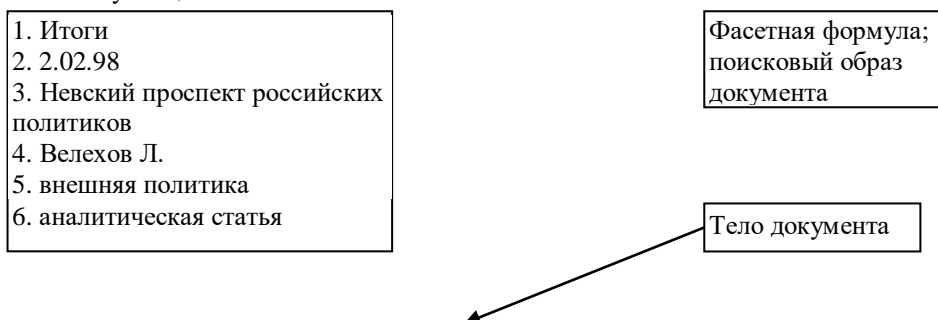 1. Итоги
2. 2.02.98
3. Невский проспект российских
политиков
4. Велехов Л.
5. внешняя политика
6. аналитическая статья
Фасетная формула;
поисковый образ
документа
Тело документа